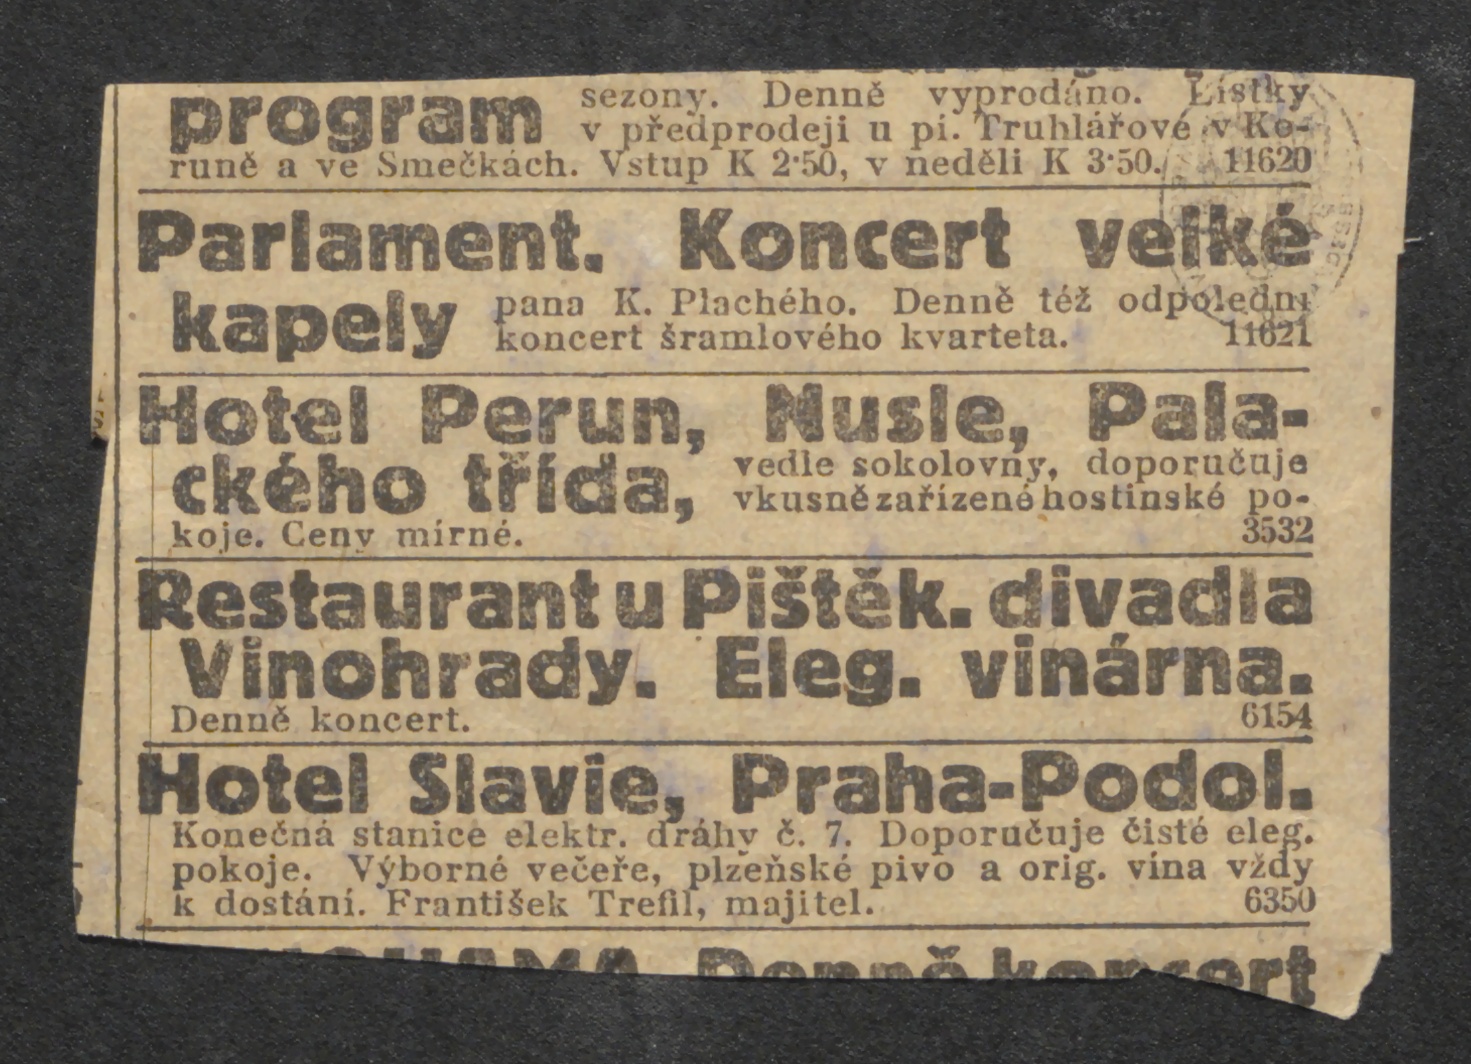 program sezony. Denně vyprodáno. Lístky
v předprodeji u pí. Truhlářové v Ko-
runě a ve Smečkách. Vstup K 2·50, v neděli K 3·50. 11620
Parlament. Koncert velké
kapely pana K. Plachého. Denně též odpolední
koncert šramlového kvarteta. 11621
Hotel Perun, Nusle, Pala-
ckého třída, vedle sokolovny, doporučuje
vkusně zařízené hostinské po-
koje. Ceny mírné. 3532
Restaurant u Pištěk. divadla
Vinohrady. Eleg. vinárna.
Denně koncert. 6154
Hotel Slavie, Praha-Podol.
Konečná stanice elektr. dráhy č. 7. Doporučuje čisté eleg.
pokoje. Výborné večeře, plzeňské pivo a orig. vína vždy
k dostání. František Trefil, majitel. 6350
Denně koncert